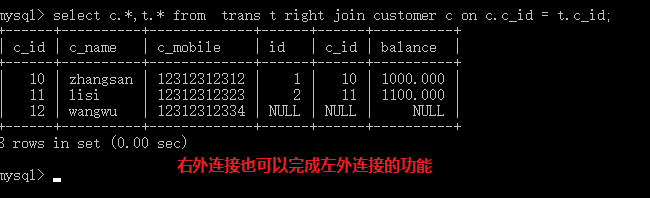 mysql> select c.*,t.* from  trans t right join customer c on c.c_id = t.c_id;
+------+----------+-------------+------+------+----------+
| c_id | c_name   | c_mobile    | id   | c_id | balance  |
+------+----------+-------------+------+------+----------+
|   10 | zhangsan | 12312312312 |    1 |   10 | 1000.000 |
|   11 | lisi     | 12312312323 |    2 |   11 | 1100.000 |
|   12 | wangwu   | 12312312334 | NULL | NULL |     NULL |
+------+----------+-------------+------+------+----------+
3 rows in set (0.00 sec)
右外连接也可以完成左外连接的功能
mysql>